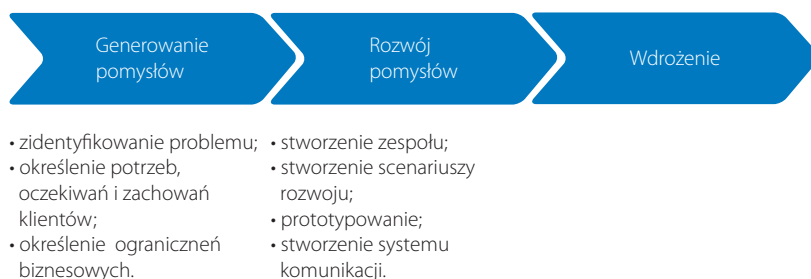 Generowanie
pomysłów
Rozwój
pomysłów
Wdrożenie
• zidentyfikowanie problemu;
• określenie potrzeb,
oczekiwań i zachowań
klientów;
• określenie ograniczneń
biznesowych.
• stworzenie zespołu;
• stworzenie scenariuszy
rozwoju;
• prototypowanie;
• stworzenie systemu
komunikacji.